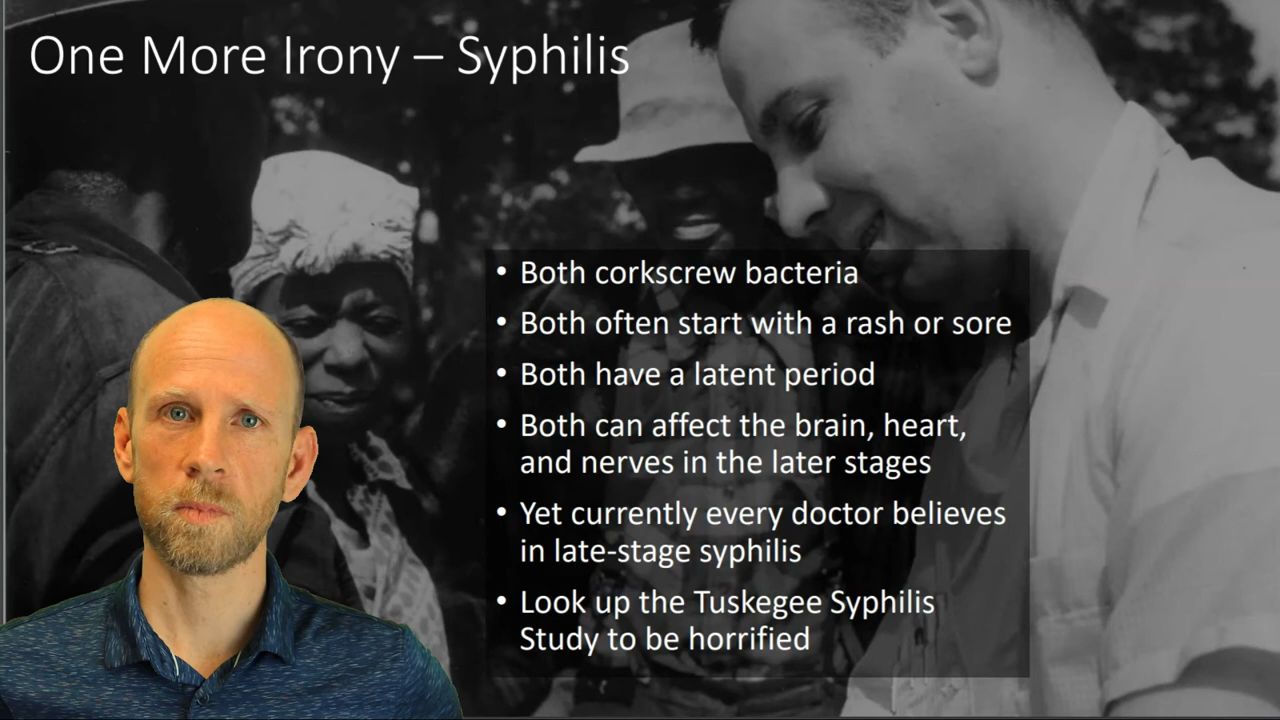 One More Irony – Syphilis
• Both corkscrew bacteria
• Both often start with a rash or sore
• Both have a latent period
• Both can affect the brain, heart,
and nerves in the later stages
• Yet currently every doctor believes
in late-stage syphilis
• Look up the Tuskegee Syphilis
Study to be horrified